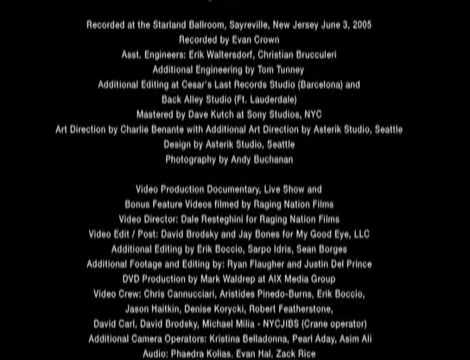 Recorded at the Starland Ballroom, Sayreville, New Jersey June 3, 2005
Recorded by Evan Crown
Asst. Engineers: Erik Waltersdorf, Christian Brucculeri
Additional Engineering by Tom Tunney
Additional Editing at Cesar's Last Records Studio (Barcelona) and
Back Alley Studio (Ft. Lauderdale)
Mastered by Dave Kutch at Sony Studios, NYC
Art Direction by Charlie Benante with Additional Art Direction by Asterik Studio, Seattle
Design by Asterik Studio, Seattle
Photography by Andy Buchanan
Video Production Documentary, Live Show and
Bonus Feature Videos filmed by Raging Nation Films
Video Director: Dale Resteghini for Raging Nation Films
Video Edit / Post: David Brodsky and Jay Bones for My Good Eye, LLC
Additional Editing by Erik Boccio, Sarpo Idris, Sean Borges
Additional Footage and Editing by: Ryan Flaugher and Justin Del Prince
DVD Production by Mark Waldrep at AIX Media Group
Video Crew: Chris Cannucciari, Aristides Pinedo-Burns, Erik Boccio,
Jason Haitkin, Denise Korycki, Robert Featherstone,
David Carl, David Brodsky, Michael Milia - NYCJIBS (Crane operator)
Additional Camera Operators: Kristina Belladonna, Pearl Aday, Asim Ali
Audio: Phaedra Kolias, Evan Hal, Zack Rice